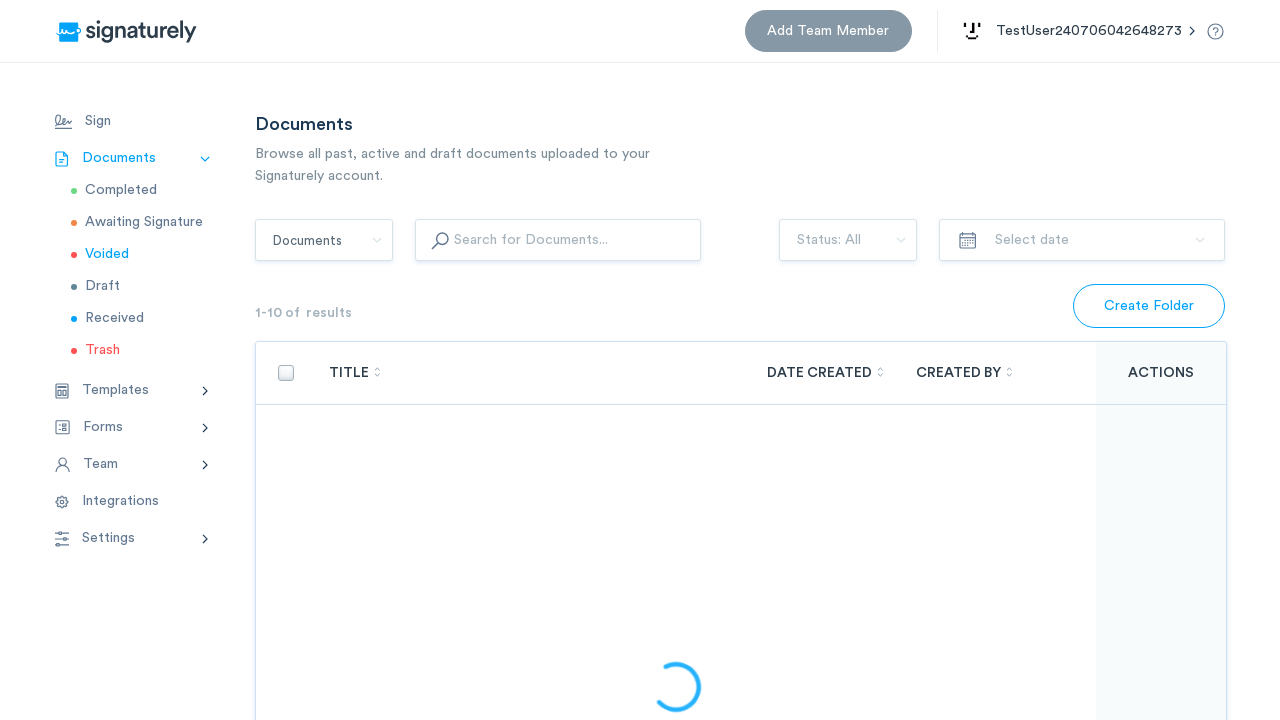 signaturely
Add Team Member
TestUser240706042648273
Sign
Documents
Completed
Awaiting Signature
Voided
Draft
Received
Trash
Templates
Forms
Team
Integrations
Settings
Documents
Browse all past, active and draft documents uploaded to your
Signaturely account.
Documents
Search for Documents...
Status: All
Select date
1-10 of results
Create Folder
TITLE
DATE CREATED
CREATED BY
ACTIONS